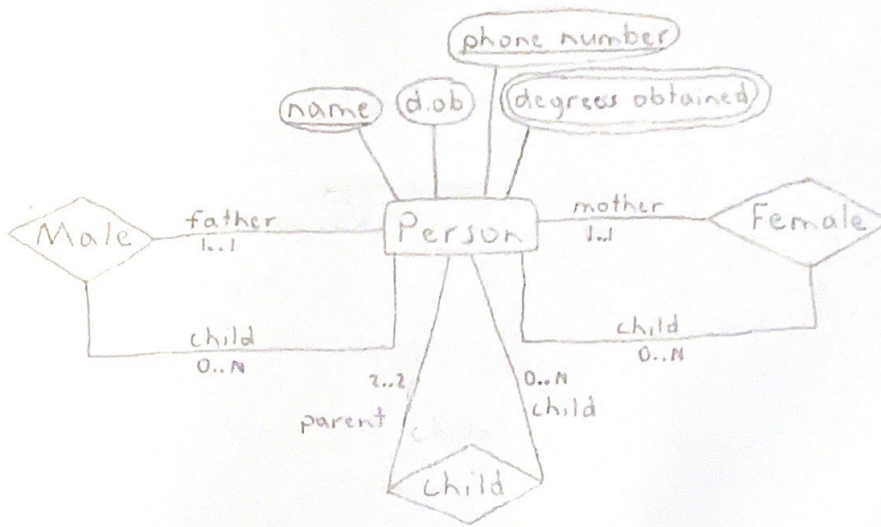 phone number
name
d.ob
degrees obtained
Male
father
1..1
Person
mother
1..1
Female
child
0..N
child
0..N
2..2
parent
0..N
child
child